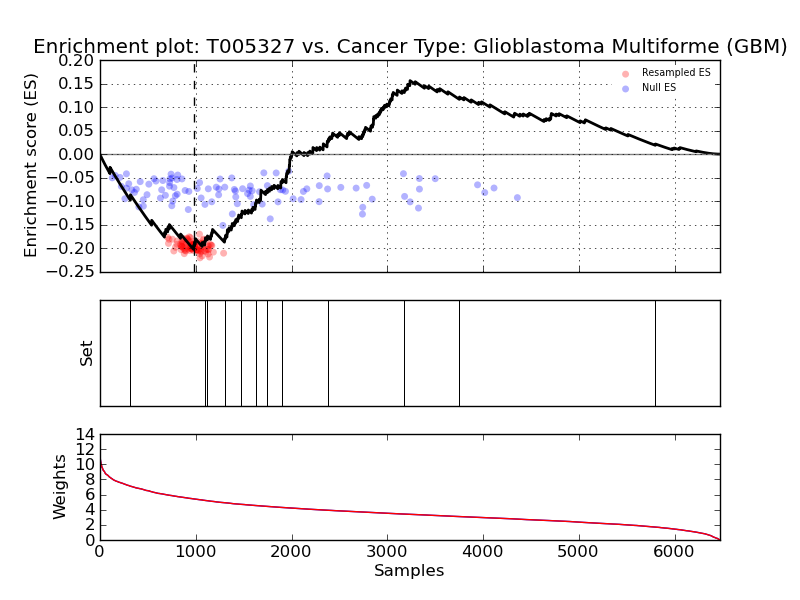 Enrichment plot: T005327 vs. Cancer Type: Glioblastoma Multiforme (GBM)
Enrichment score (ES)
0.20
0.15
0.10
0.05
0.00
−0.05
−0.10
−0.15
−0.20
−0.25
Resampled ES
Null ES
Set
Weights
14
12
10
8
6
4
2
0
0 1000 2000 3000 4000 5000 6000
Samples